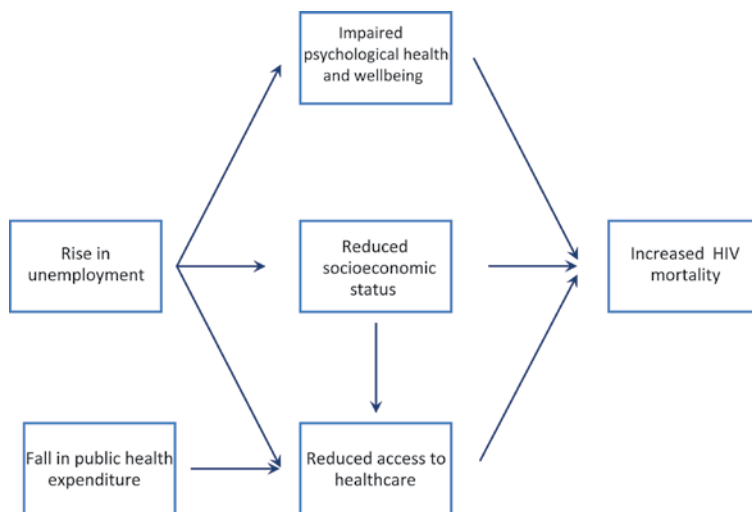 Impaired
psychological health
and wellbeing
Rise in
unemployment
Reduced
socioeconomic
status
Increased HIV
mortality
Fall in public health
expenditure
Reduced access to
healthcare